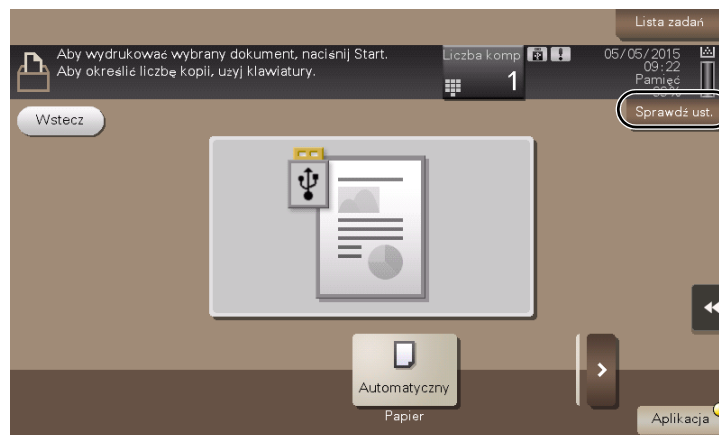 Lista zadań
Aby wydrukować wybrany dokument, naciśnij Start.
Aby określić liczbę kopii, użyj klawiatury.
Liczba komp
1
05/05/2015
09:22
Pamięć
Wstecz
Sprawdź ust.
Automatyczny
Papier
Aplikacja